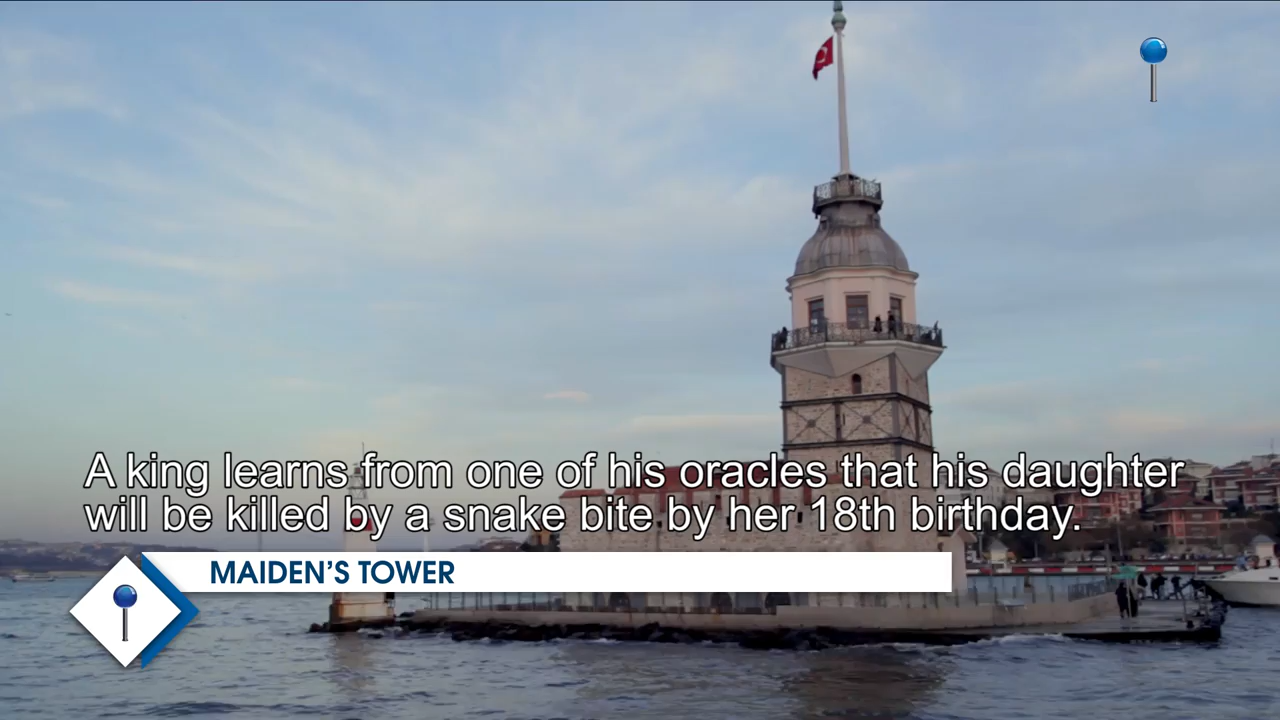 A king learns from one of his oracles that his daughter
will be killed by a snake bite by her 18th birthday.
MAIDEN'S TOWER